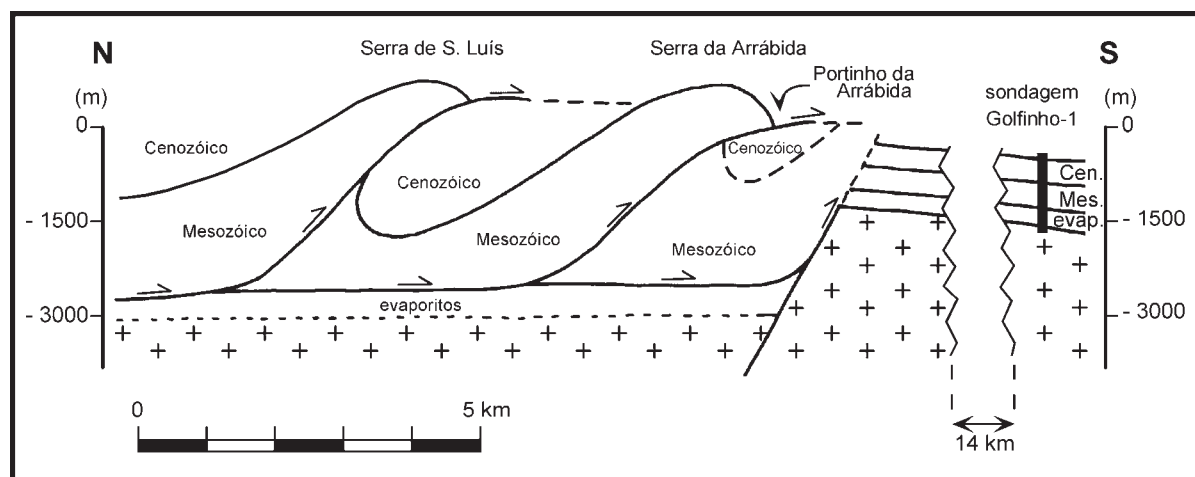 N
Serra de S. Luís
Serra da Arrábida
S
Portinho da
Arrábida
sondagem
Golfinho-1
(m)
(m)
0
0
Cenozóico
Cenozóico
Cenozóico
Cen.
Mes.
evap.
- 1500
- 1500
Mesozóico
Mesozóico
Mesozóico
evaporitos
- 3000
- 3000
0
5 km
14 km